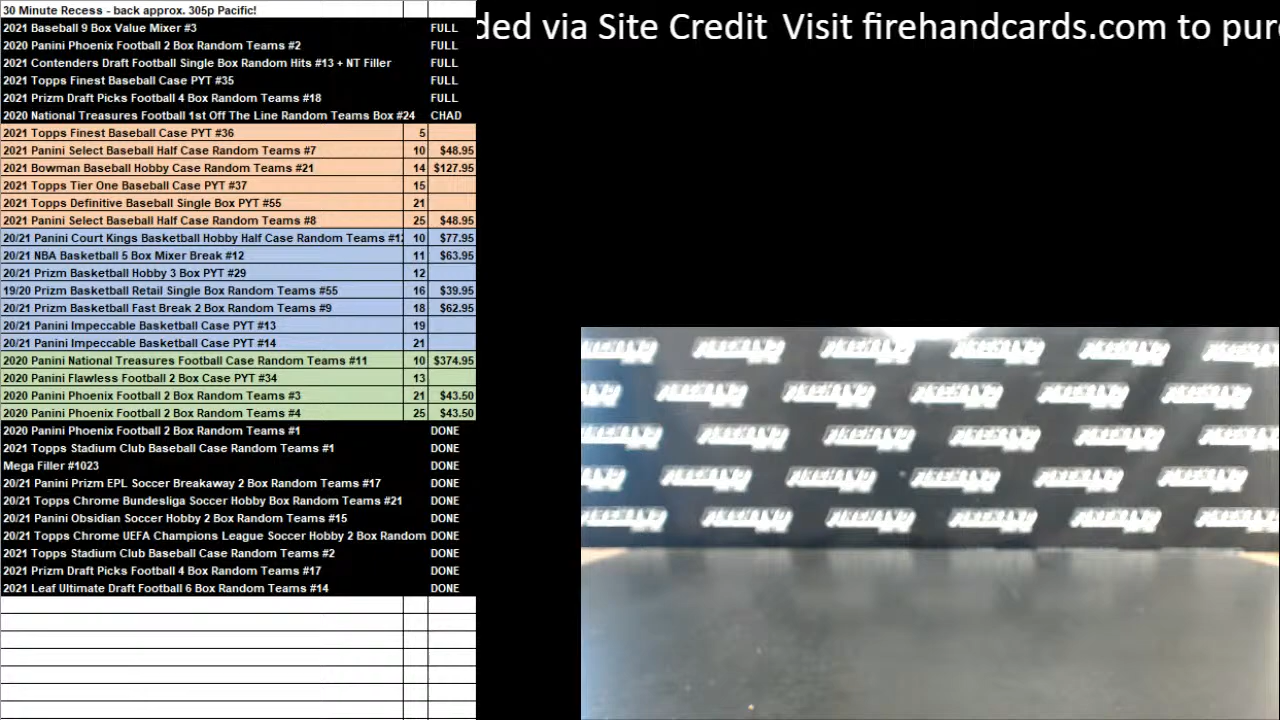 30 Minute Recess - back approx. 305p Pacific!
2021 Baseball 9 Box Value Mixer #3 FULL
2020 Panini Phoenix Football 2 Box Random Teams #2 FULL
2021 Contenders Draft Football Single Box Random Hits #13 + NT Filler FULL
2021 Topps Finest Baseball Case PYT #35 FULL
2021 Prizm Draft Picks Football 4 Box Random Teams #18 FULL
2020 National Treasures Football 1st Off The Line Random Teams Box #24 CHAD
2021 Topps Finest Baseball Case PYT #36 5
2021 Panini Select Baseball Half Case Random Teams #7 10 $48.95
2021 Bowman Baseball Hobby Case Random Teams #21 14 $127.95
2021 Topps Tier One Baseball Case PYT #37 15
2021 Topps Definitive Baseball Single Box PYT #55 21
2021 Panini Select Baseball Half Case Random Teams #8 25 $48.95
20/21 Panini Court Kings Basketball Hobby Half Case Random Teams 10 $77.95
20/21 NBA Basketball 5 Box Mixer Break #12 11 $63.95
20/21 Prizm Basketball Hobby 3 Box PYT #29 12
19/20 Prizm Basketball Retail Single Box Random Teams #55 16 $39.95
20/21 Prizm Basketball Fast Break 2 Box Random Teams #9 18 $62.95
20/21 Panini Impeccable Basketball Case PYT #13 19
20/21 Panini Impeccable Basketball Case PYT #14 21
2020 Panini National Treasures Football Case Random Teams #11 10 $374.95
2020 Panini Flawless Football 2 Box Case PYT #34 13
2020 Panini Phoenix Football 2 Box Random Teams #3 21 $43.50
2020 Panini Phoenix Football 2 Box Random Teams #4 25 $43.50
2020 Panini Phoenix Football 2 Box Random Teams #1 DONE
2021 Topps Stadium Club Baseball Case Random Teams #1 DONE
Mega Filler #1023 DONE
20/21 Panini Prizm EPL Soccer Breakaway 2 Box Random Teams #17 DONE
20/21 Topps Chrome Bundesliga Soccer Hobby Box Random Teams #21 DONE
20/21 Panini Obsidian Soccer Hobby 2 Box Random Teams #15 DONE
20/21 Topps Chrome UEFA Champions League Soccer Hobby 2 Box Random DONE
2021 Topps Stadium Club Baseball Case Random Teams #2 DONE
2021 Prizm Draft Picks Football 4 Box Random Teams #17 DONE
2021 Leaf Ultimate Draft Football 6 Box Random Teams #14 DONE
ded via Site Credit Visit firehandcards.com to pur